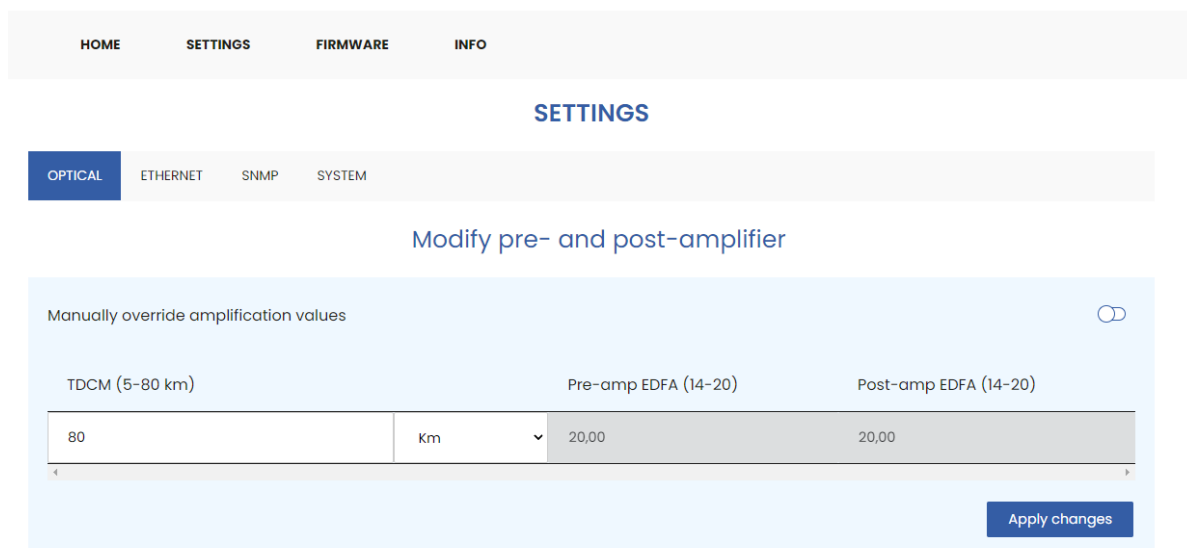 HOME SETTINGS FIRMWARE INFO
SETTINGS
OPTICAL ETHERNET SNMP SYSTEM
Modify pre- and post-amplifier
Manually override amplification values
TDCM (5-80 km) Pre-amp EDFA (14-20) Post-amp EDFA (14-20)
80 Km 20,00 20,00
Apply changes